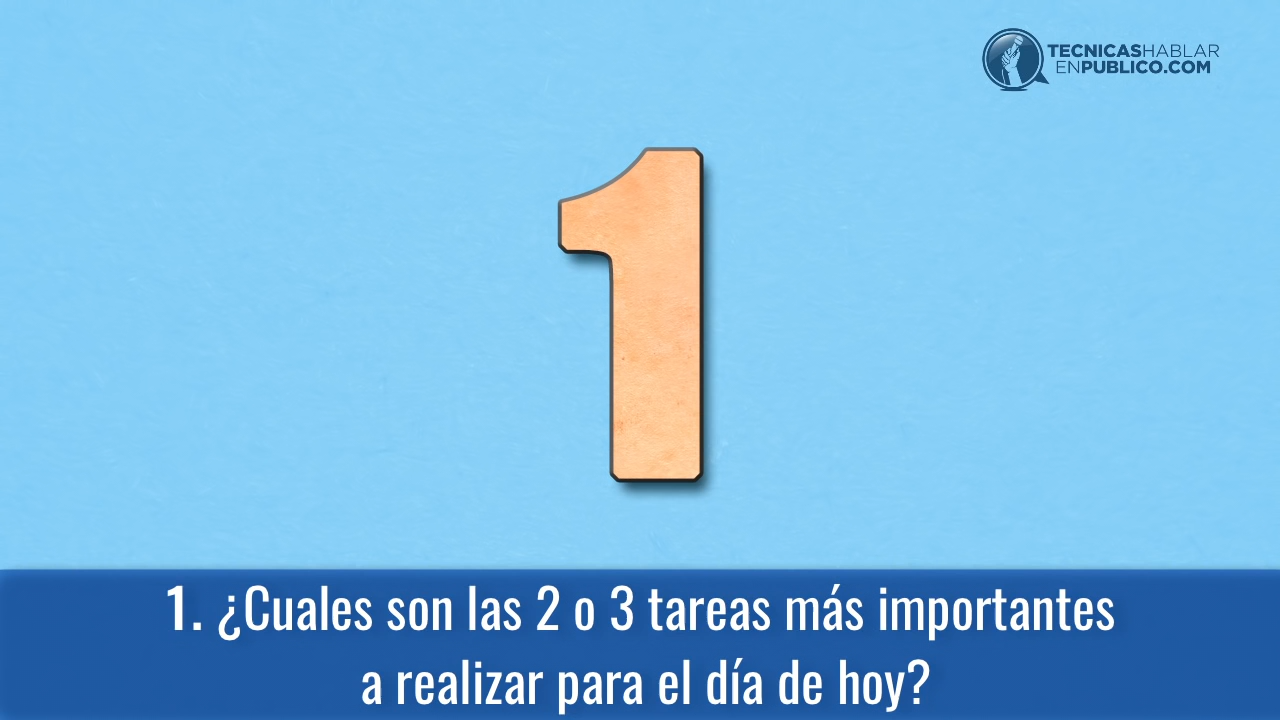 TECNICASHABLAR
ENPUBLICO.COM
1
1. ¿Cuales son las 2 o 3 tareas más importantes
a realizar para el día de hoy?